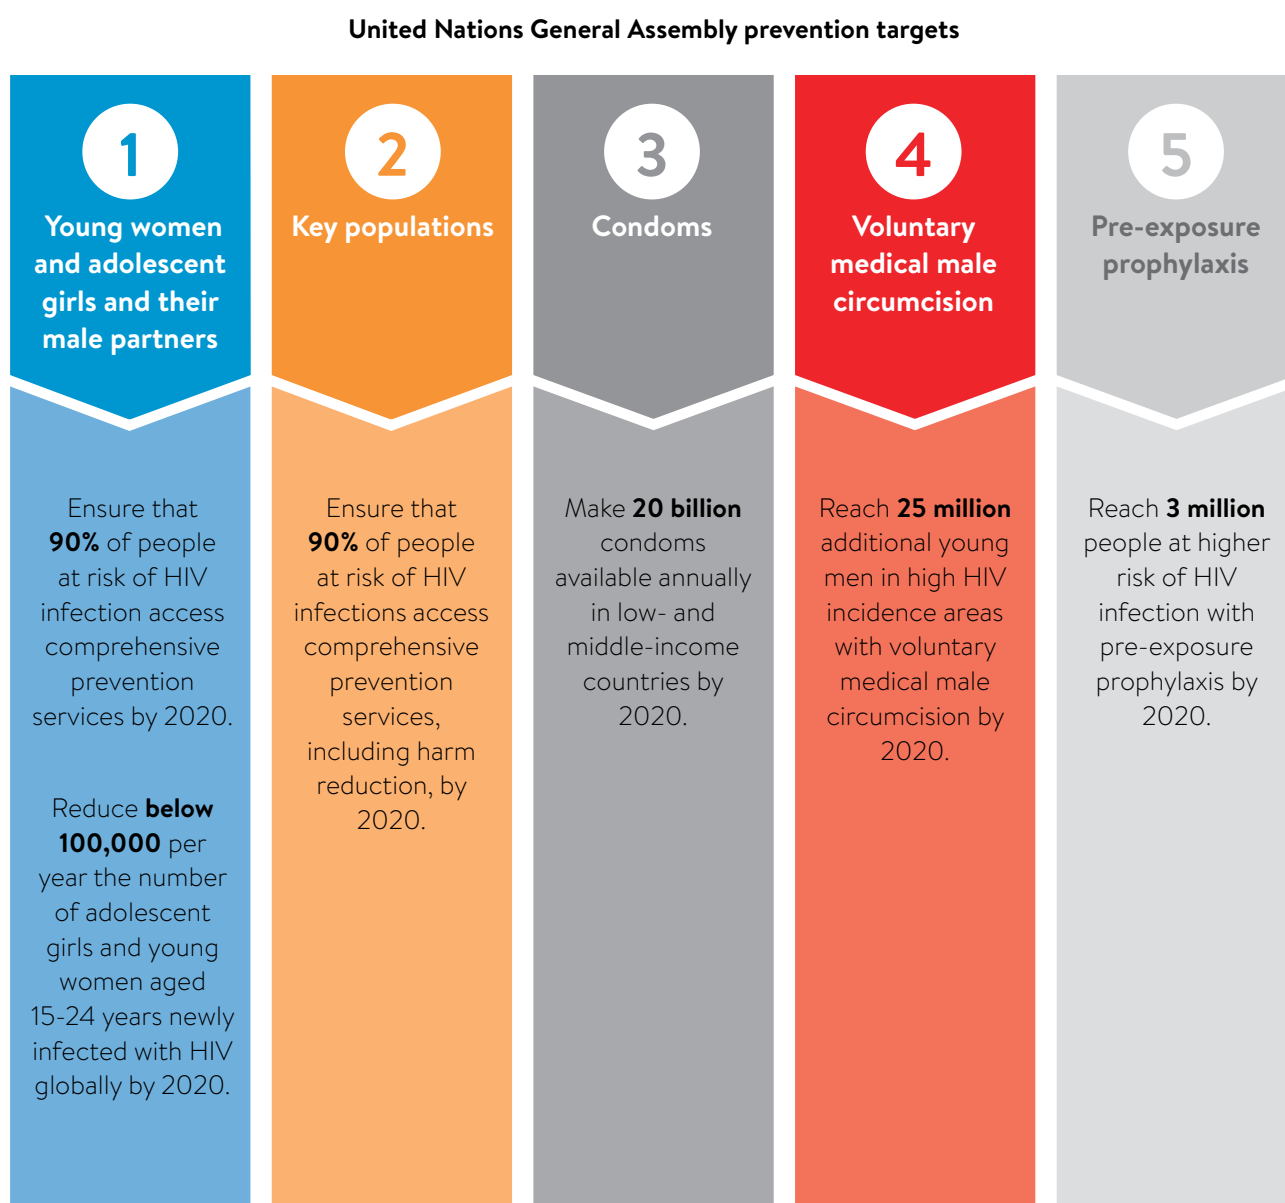 United Nations General Assembly prevention targets
1
Young women
and adolescent
girls and their
male partners
Ensure that
90% of people
at risk of HIV
infection access
comprehensive
prevention
services by 2020.
Reduce below
100,000 per
year the number
of adolescent
girls and young
women aged
15-24 years newly
infected with HIV
globally by 2020.
2
Key populations
Ensure that
90% of people
at risk of HIV
infections access
comprehensive
prevention
services,
including harm
reduction, by
2020.
3
Condoms
Make 20 billion
condoms
available annually
in low- and
middle-income
countries by
2020.
4
Voluntary
medical male
circumcision
Reach 25 million
additional young
men in high HIV
incidence areas
with voluntary
medical male
circumcision by
2020.
5
Pre-exposure
prophylaxis
Reach 3 million
people at higher
risk of HIV
infection with
pre-exposure
prophylaxis by
2020.